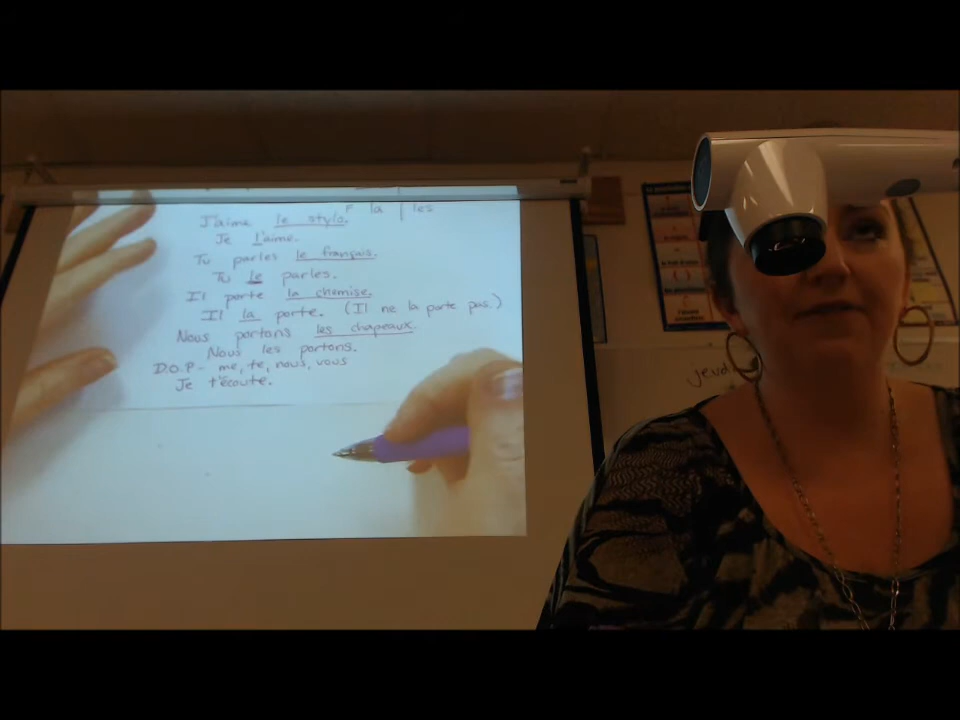 F la | les
J'aime le stylo.
Je l'aime.
Tu parles le français.
Tu le parles.
Il porte la chemise.
Il la porte. (Il ne la porte pas.)
Nous portons les chapeaux.
Nous les portons.
D.O.P- me, te, nous, vous
Je t'écoute.
jeudi